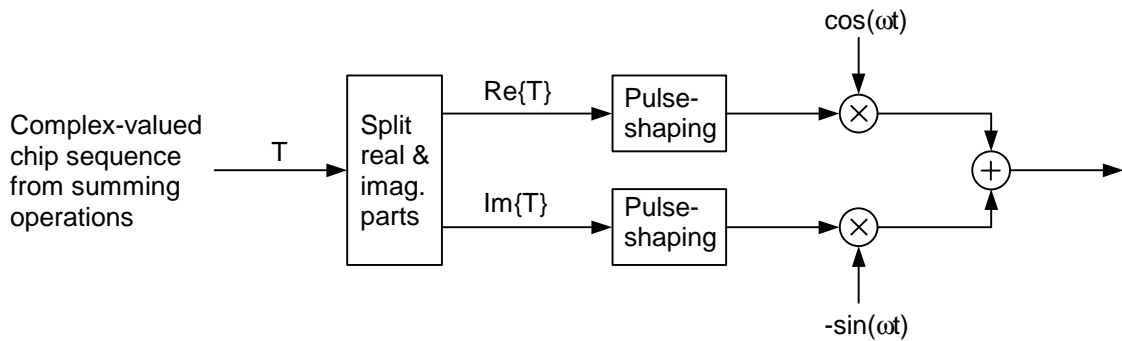 cos(ωt)
Complex-valued
chip sequence
from summing
operations
T
Split
real &
imag.
parts
Re{T}
Pulse-
shaping
Im{T}
Pulse-
shaping
-sin(ωt)